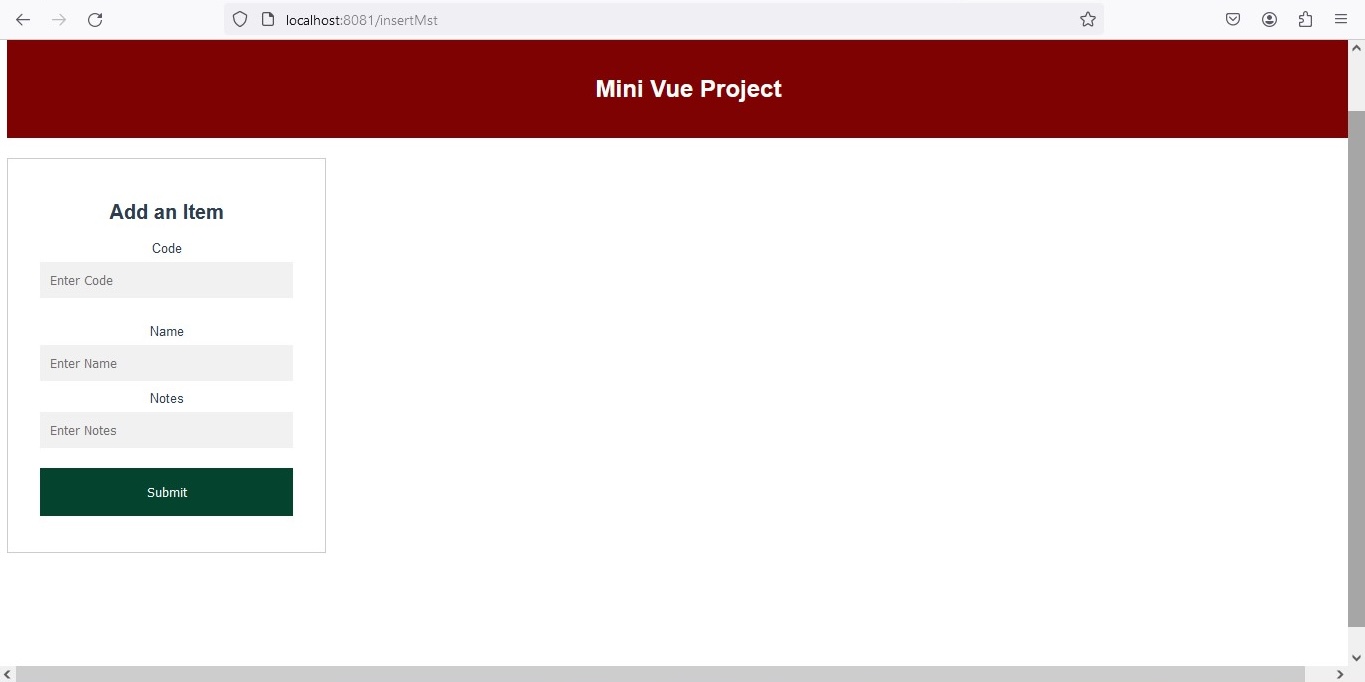 localhost:8081/insertMst
Mini Vue Project
Add an Item
Code
Enter Code
Name
Enter Name
Notes
Enter Notes
Submit